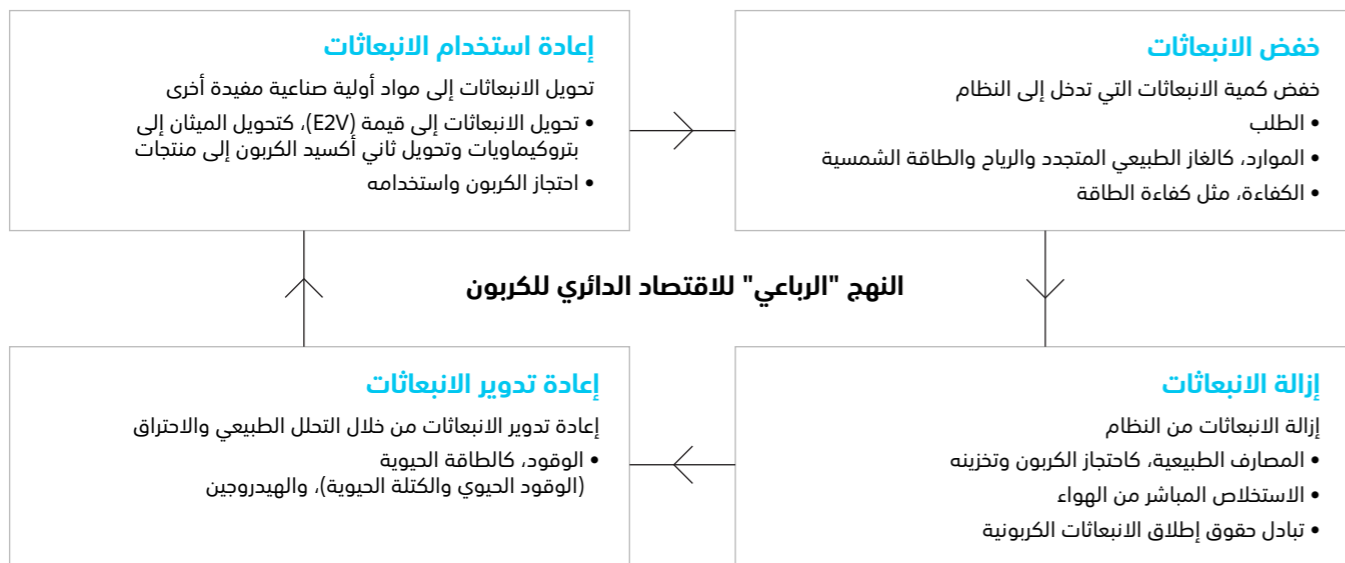 خفض الانبعاثات
خفض كمية الانبعاثات التي تدخل إلى النظام
• الطلب
• الموارد، كالغاز الطبيعي المتجدد والرياح والطاقة الشمسية
• الكفاءة، مثل كفاءة الطاقة
إعادة استخدام الانبعاثات
تحويل الانبعاثات إلى مواد أولية صناعية مفيدة أخرى
• تحويل الانبعاثات إلى قيمة (E2V)، كتحويل الميثان إلى
بتروكيماويات وتحويل ثاني أكسيد الكربون إلى منتجات
• احتجاز الكربون واستخدامه
النهج "الرباعي" للاقتصاد الدائري للكربون
إزالة الانبعاثات
إزالة الانبعاثات من النظام
• المصارف الطبيعية، كاحتجاز الكربون وتخزينه
• الاستخلاص المباشر من الهواء
• تبادل حقوق إطلاق الانبعاثات الكربونية
إعادة تدوير الانبعاثات
إعادة تدوير الانبعاثات من خلال التحلل الطبيعي والاحتراق
• الوقود، كالطاقة الحيوية
(الوقود الحيوي والكتلة الحيوية)، والهيدروجين